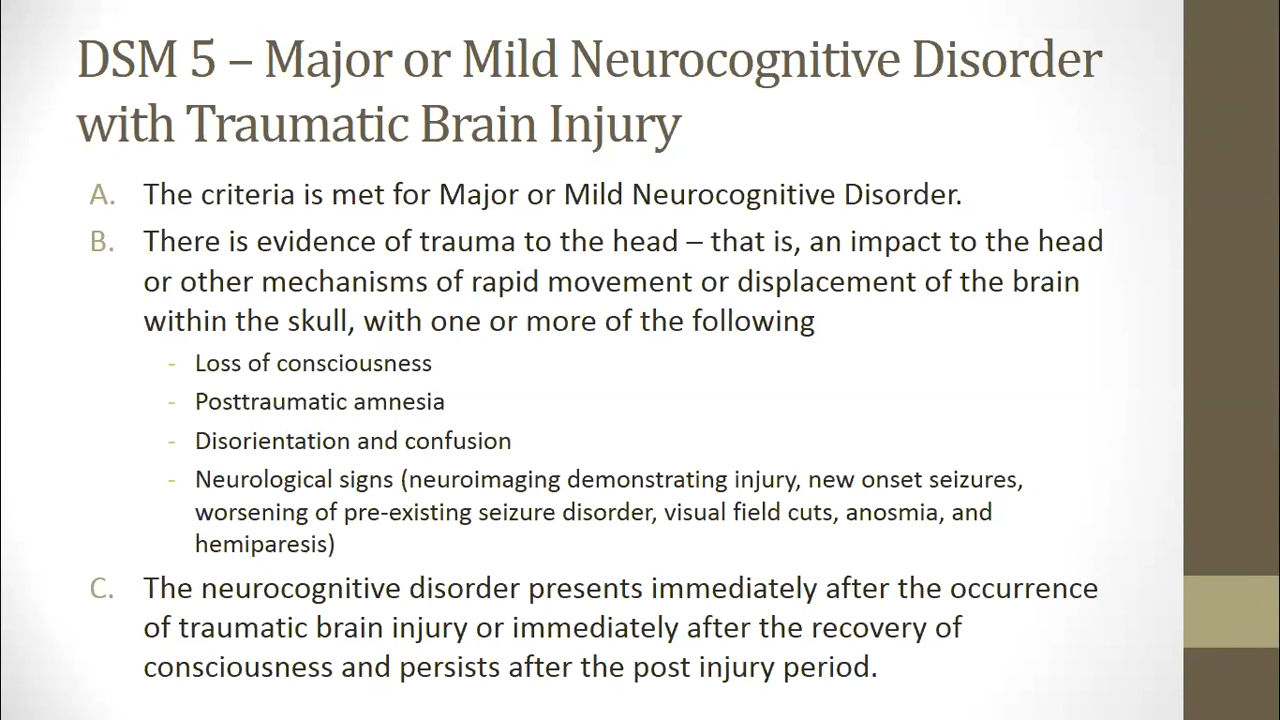 DSM 5 – Major or Mild Neurocognitive Disorder
with Traumatic Brain Injury
A. The criteria is met for Major or Mild Neurocognitive Disorder.
B. There is evidence of trauma to the head – that is, an impact to the head
or other mechanisms of rapid movement or displacement of the brain
within the skull, with one or more of the following
- Loss of consciousness
- Posttraumatic amnesia
- Disorientation and confusion
- Neurological signs (neuroimaging demonstrating injury, new onset seizures,
worsening of pre-existing seizure disorder, visual field cuts, anosmia, and
hemiparesis)
C. The neurocognitive disorder presents immediately after the occurrence
of traumatic brain injury or immediately after the recovery of
consciousness and persists after the post injury period.